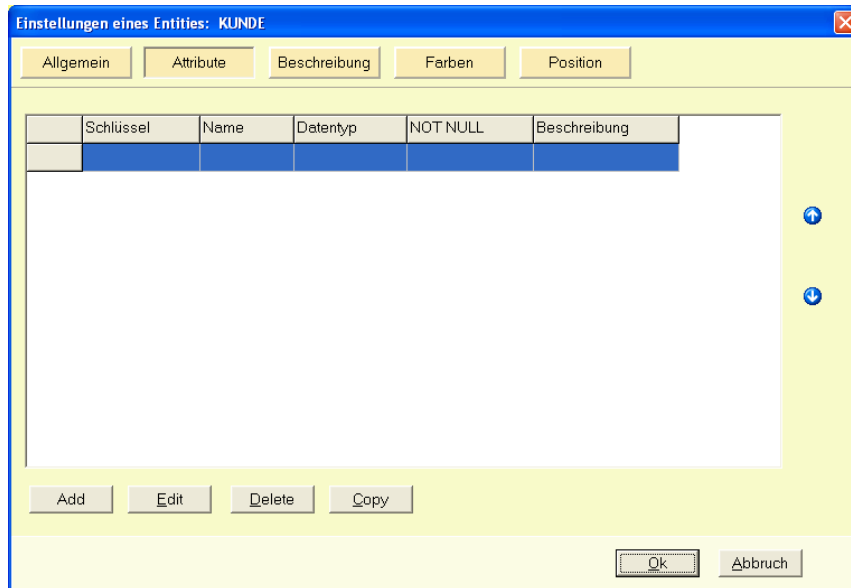 Einstellungen eines Entities: KUNDE
Allgemein Attribute Beschreibung Farben Position
Schlüssel Name Datentyp NOT NULL Beschreibung
Add Edit Delete Copy
Ok Abbruch